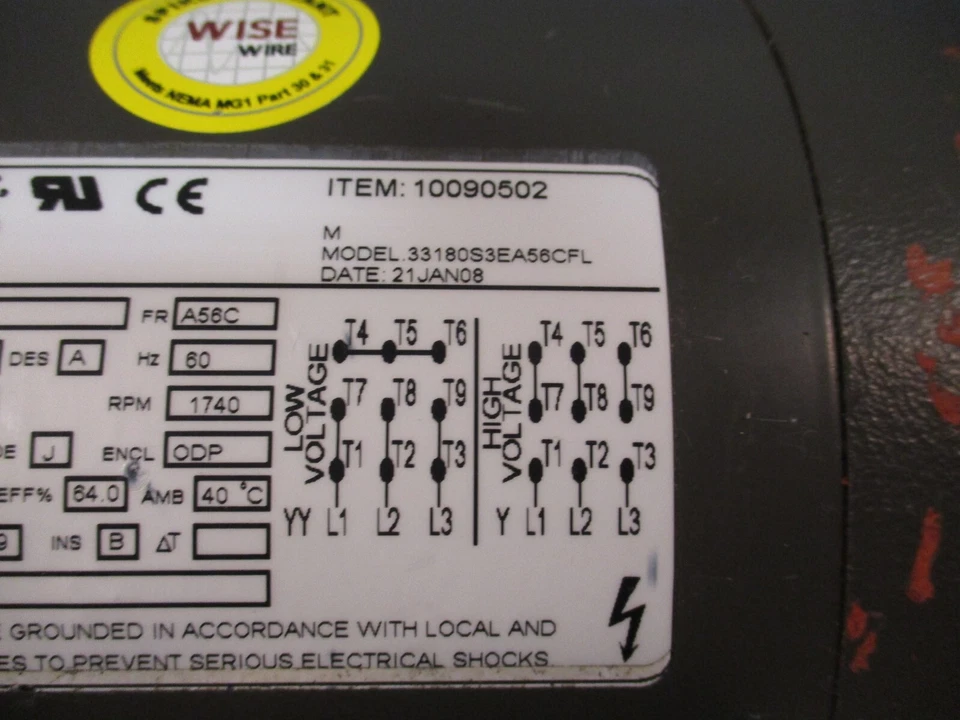 WISE
WIRE
Meets NEMA MG1 Part 30 & 31
CE
ITEM: 10090502
M
MODEL.33180S3EA56CFL
DATE: 21JAN08
FR A56C
DES A Hz 60
RPM 1740
J ENCL ODP
EFF% 64.0 AMB 40 °C
9 INS B ΔT
LOW VOLTAGE
T4 T5 T6
T7 T8 T9
T1 T2 T3
YY L1 L2 L3
HIGH VOLTAGE
T4 T5 T6
T7 T8 T9
T1 T2 T3
Y L1 L2 L3
GROUNDED IN ACCORDANCE WITH LOCAL AND
TO PREVENT SERIOUS ELECTRICAL SHOCKS.